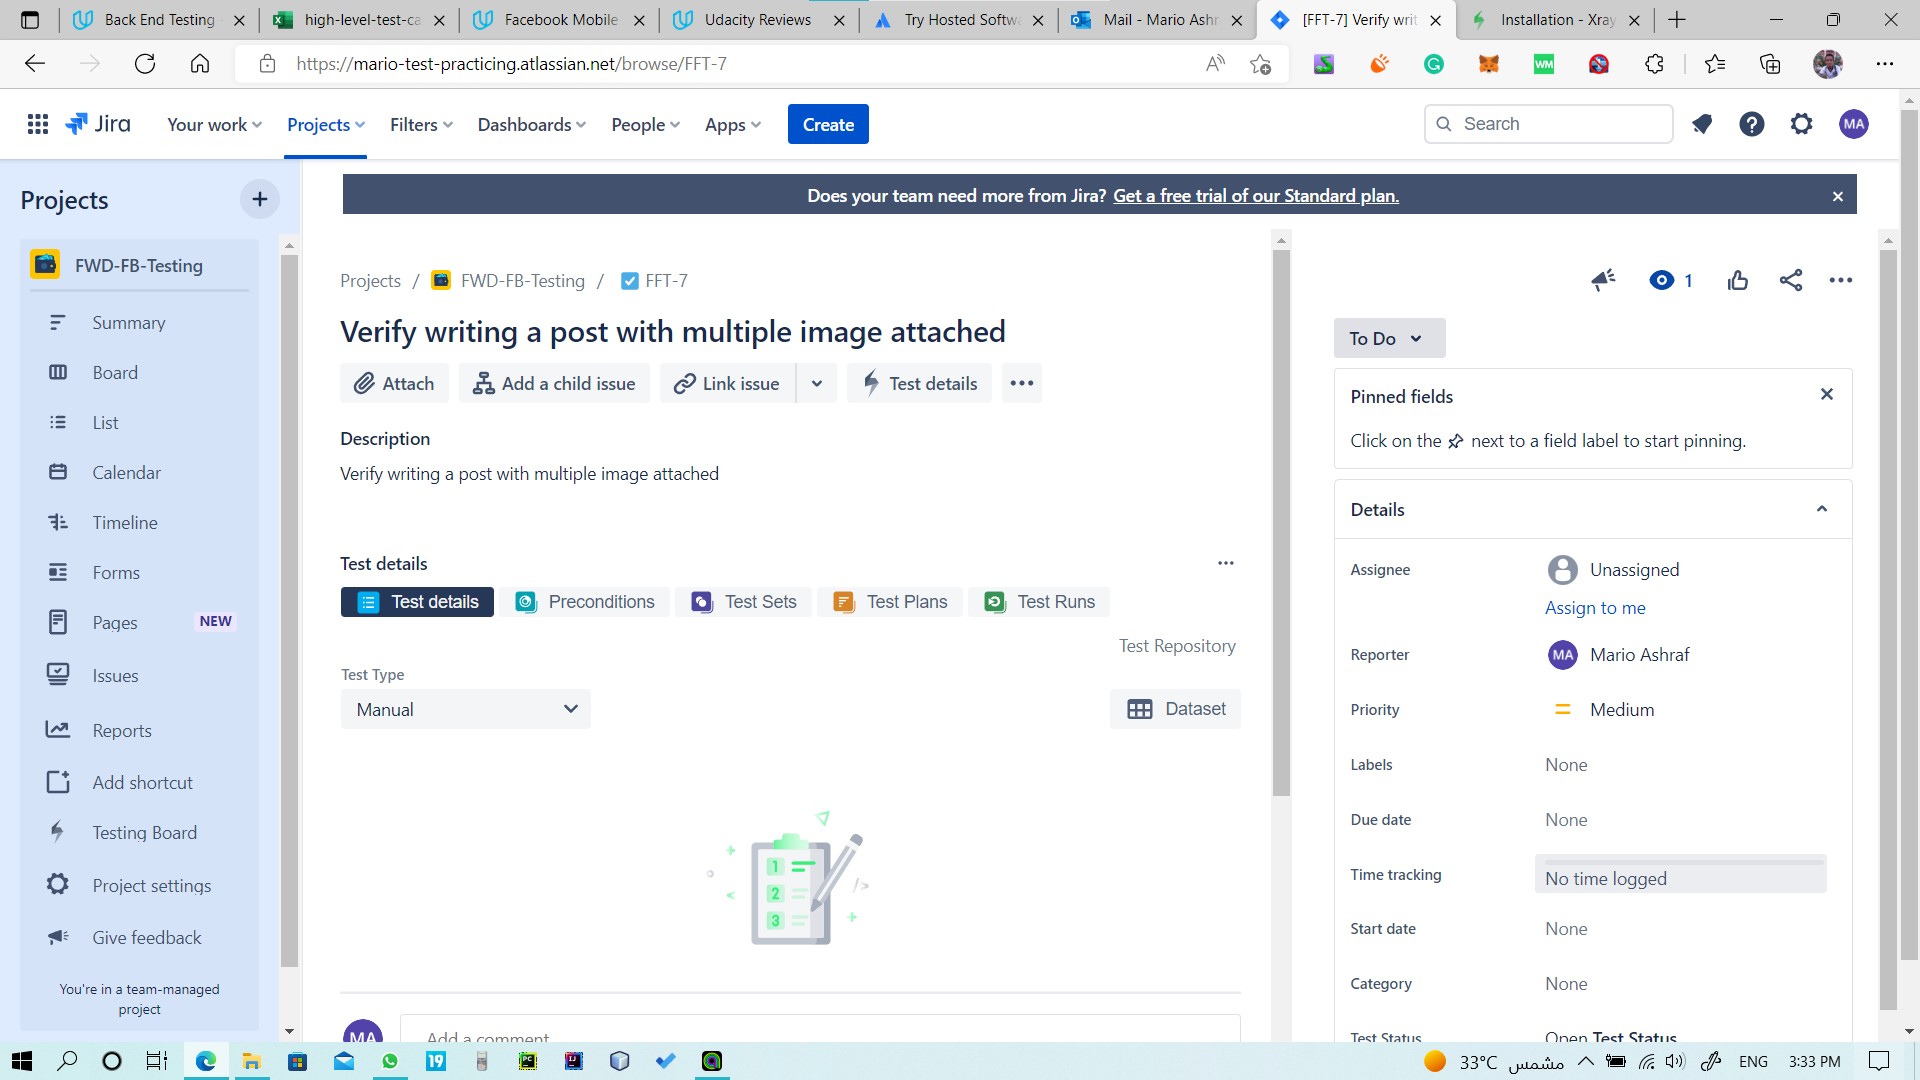 Back End Testing
high-level-test-ca
Facebook Mobile
Udacity Reviews
Try Hosted Softwa
Mail - Mario Ashr
[FFT-7] Verify writ
Installation - Xray
https://mario-test-practicing.atlassian.net/browse/FFT-7
WM
Jira
Your work
Projects
Filters
Dashboards
People
Apps
Create
Search
MA
Projects
Does your team need more from Jira? Get a free trial of our Standard plan.
FWD-FB-Testing
Projects / FWD-FB-Testing / FFT-7
1
Summary
Verify writing a post with multiple image attached
To Do
Board
Attach
Add a child issue
Link issue
Test details
Pinned fields
Click on the next to a field label to start pinning.
List
Description
Calendar
Verify writing a post with multiple image attached
Timeline
Details
Forms
Test details
Assignee
Unassigned
Assign to me
Test details
Preconditions
Test Sets
Test Plans
Test Runs
Pages
NEW
Test Repository
Reporter
MA
Mario Ashraf
Issues
Test Type
Manual
Dataset
Priority
Medium
Reports
Labels
None
Add shortcut
Due date
None
Testing Board
1
2
3
Time tracking
No time logged
Project settings
Start date
None
Give feedback
Category
None
You're in a team-managed
project
MA
Add a comment
Test Status
Open Test Status
19
PC
IJ
33°C مشمس
ENG
3:33 PM